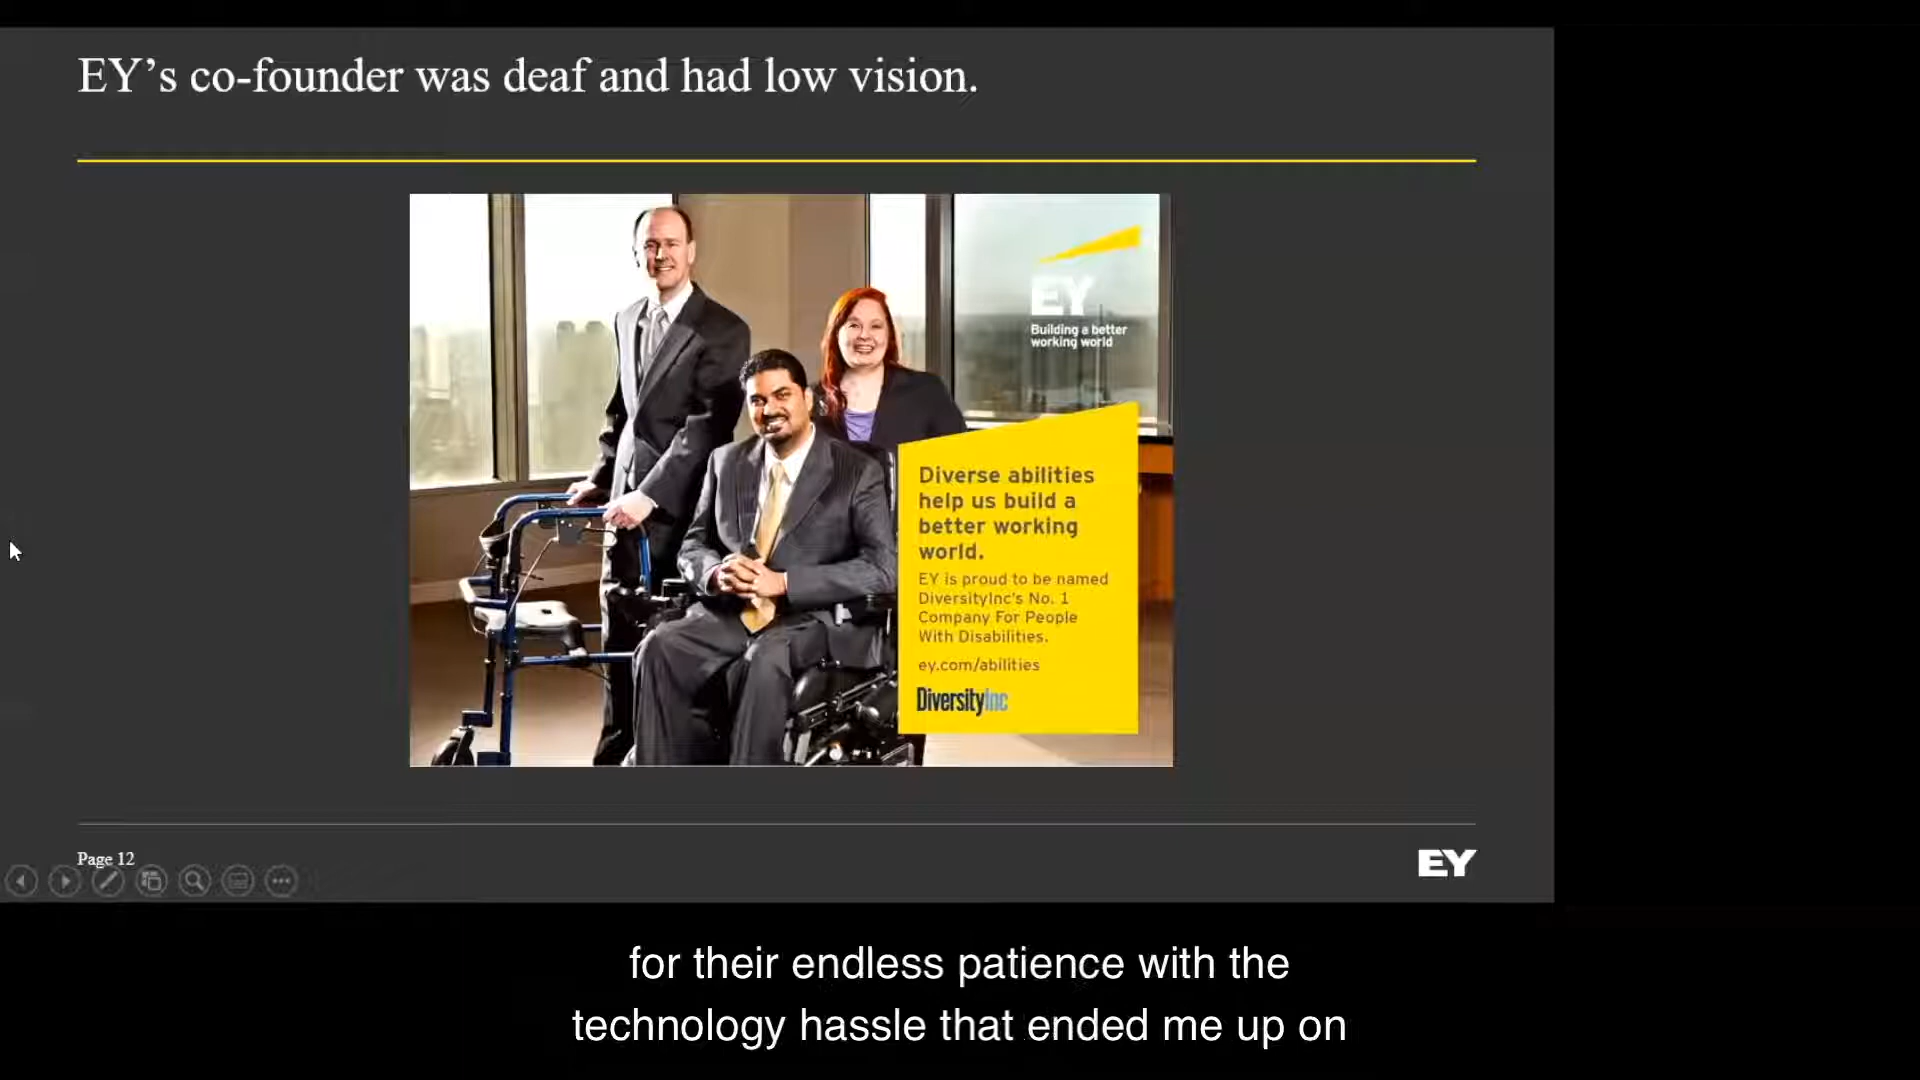 EY’s co-founder was deaf and had low vision.
EY
Building a better
working world
Diverse abilities
help us build a
better working
world.
EY is proud to be named
DiversityInc's No. 1
Company For People
With Disabilities.
ey.com/abilities
DiversityInc
Page 12
EY
for their endless patience with the
technology hassle that ended me up on